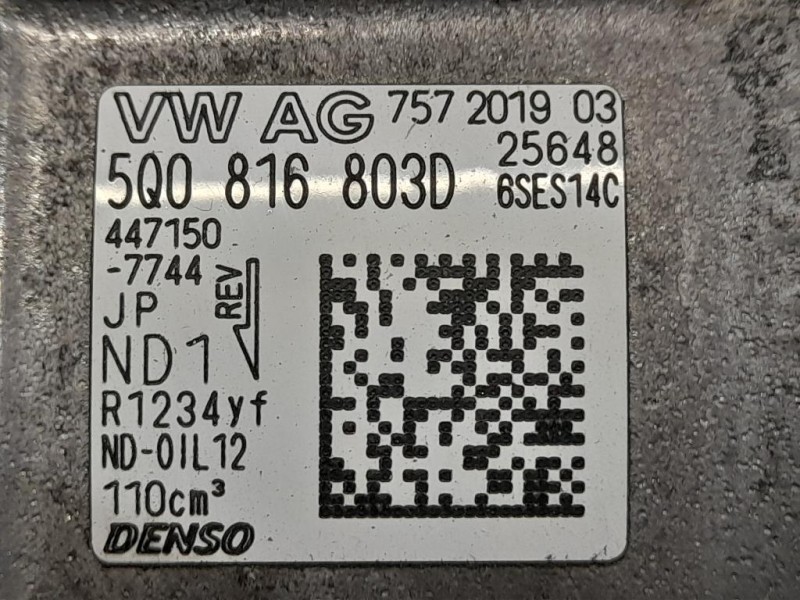 VW AG 757 2019 03
25648
5Q0 816 803D 6SES14C
447150
-7744
JP
REV
ND1
R1234yf
ND-OIL12
110cm³
DENSO